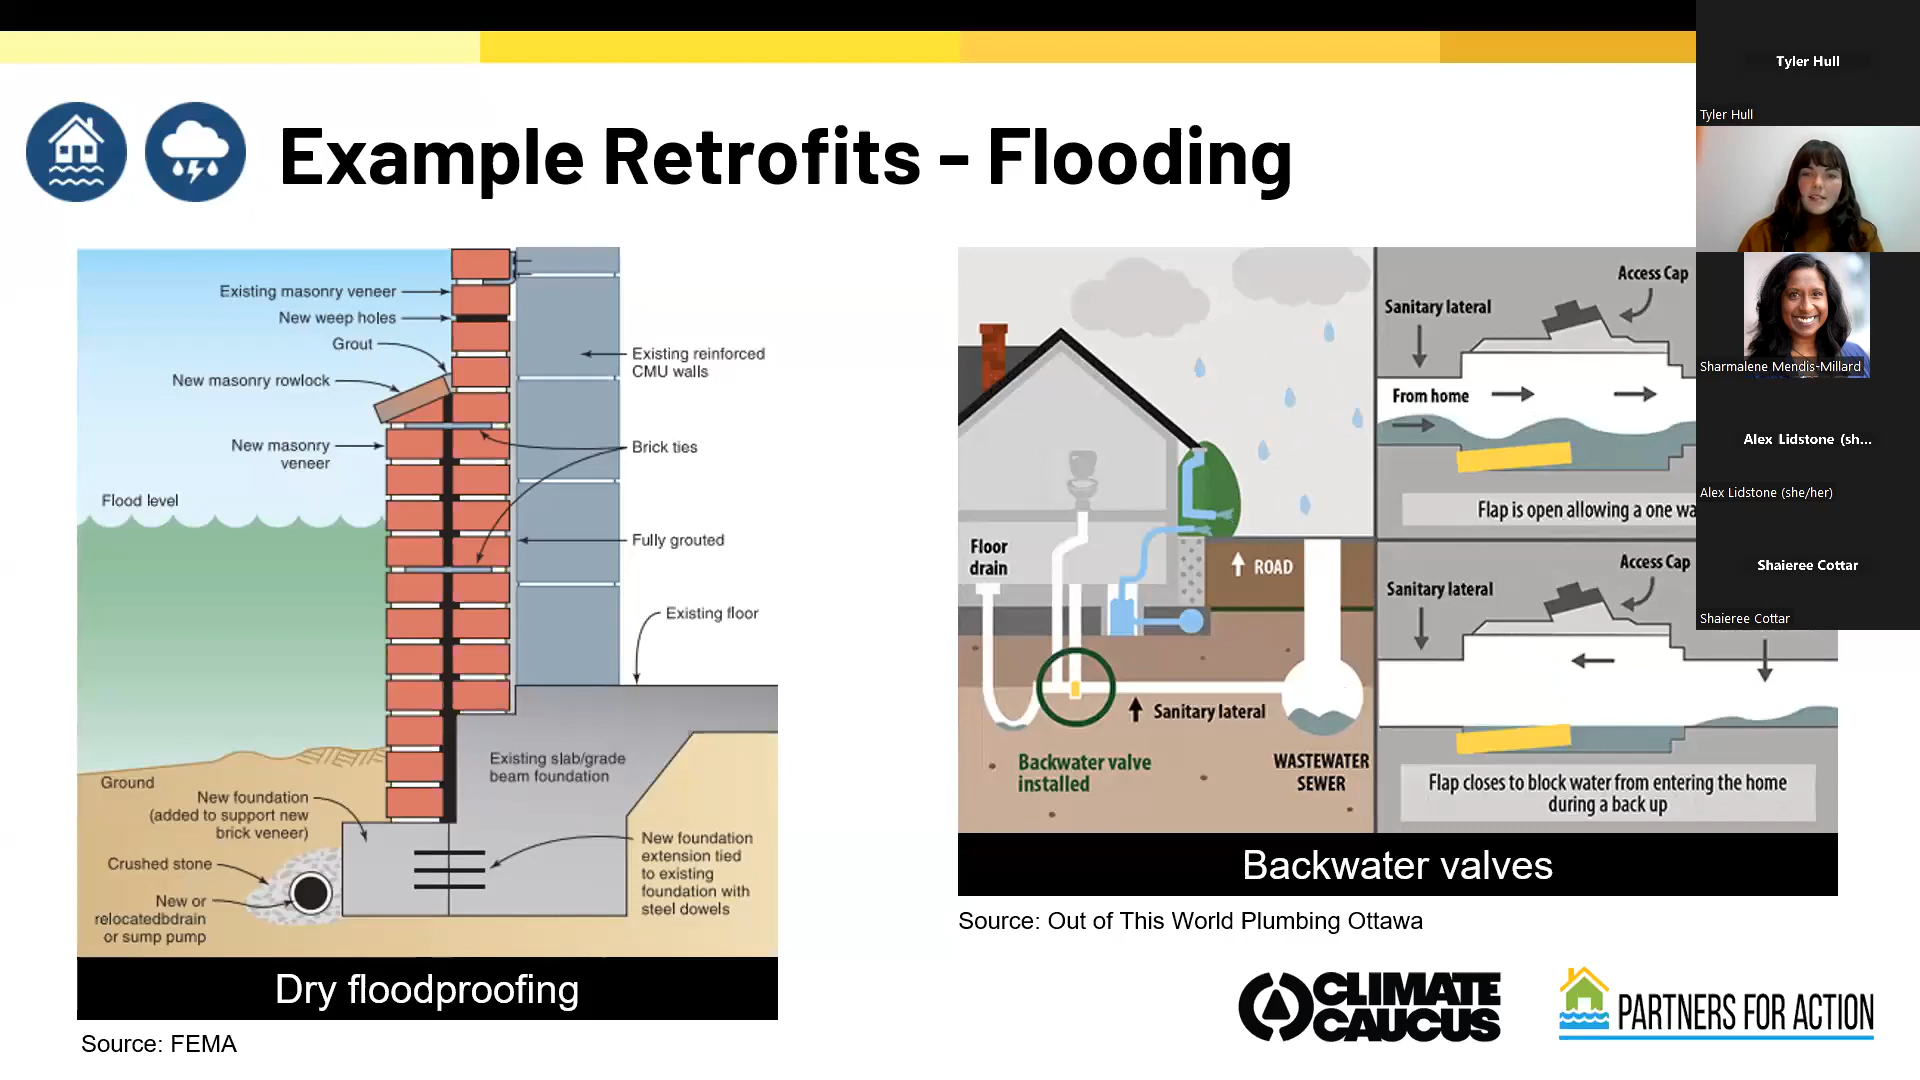 Example Retrofits - Flooding
Existing masonry veneer
New weep holes
Grout
New masonry rowlock
New masonry
veneer
Flood level
Existing reinforced
CMU walls
Brick ties
Fully grouted
Existing floor
Ground
New foundation
(added to support new
brick veneer)
Crushed stone
New or
relocatedbdrain
or sump pump
Existing slab/grade
beam foundation
New foundation
extension tied
to existing
foundation with
steel dowels
Dry floodproofing
Source: FEMA
Floor
drain
ROAD
Sanitary lateral
Backwater valve
installed
WASTEWATER
SEWER
Access Cap
Sanitary lateral
From home
Flap is open allowing a one wa
Access Cap
Sanitary lateral
Flap closes to block water from entering the home
during a back up
Backwater valves
Source: Out of This World Plumbing Ottawa
CLIMATE
CAUCUS
PARTNERS FOR ACTION
Tyler Hull
Tyler Hull
Sharmalene Mendis-Millard
Alex Lidstone (sh...
Alex Lidstone (she/her)
Shaieree Cottar
Shaieree Cottar